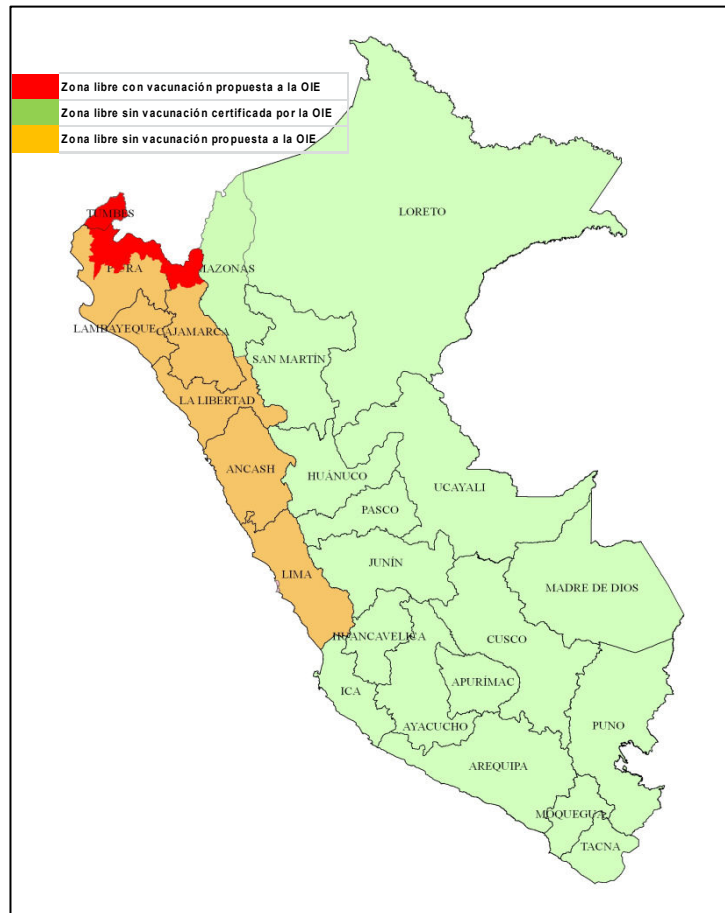 Zona libre con vacunación propuesta a la OIE
Zona libre sin vacunación certificada por la OIE
Zona libre sin vacunación propuesta a la OIE
TUMBES
LORETO
MAZONAS
LAMBAYEQUE
CAJAMARCA
SAN MARTÍN
LA LIBERTAD
ANCASH
HUÁNUCO
UCAYALI
PASCO
LIMA
JUNÍN
MADRE DE DIOS
HUANCAVELICA
CUSCO
ICA
APURÍMAC
AYACUCHO
PUNO
AREQUIPA
MOQUEGUA
TACNA